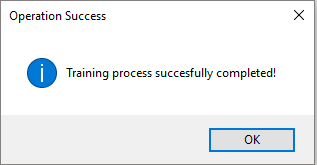 Operation Success
Training process succesfully completed!
OK